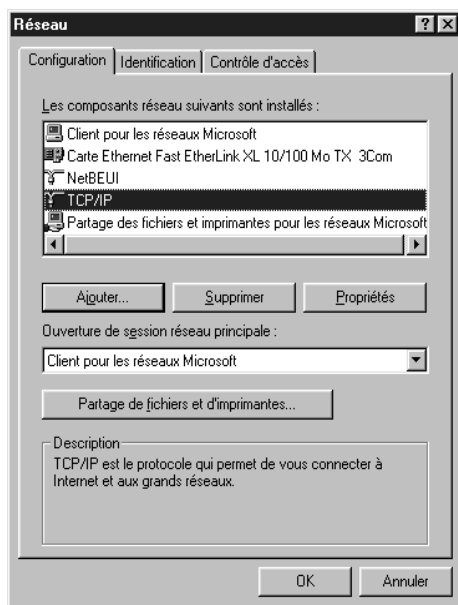 Réseau
Configuration Identification Contrôle d'accès
Les composants réseau suivants sont installés :
Client pour les réseaux Microsoft
Carte Ethernet Fast EtherLink XL 10/100 Mo TX 3Com
NetBEUI
TCP/IP
Partage des fichiers et imprimantes pour les réseaux Microsoft
Ajouter... Supprimer Propriétés
Ouverture de session réseau principale :
Client pour les réseaux Microsoft
Partage de fichiers et d'imprimantes...
Description
TCP/IP est le protocole qui permet de vous connecter à
Internet et aux grands réseaux.
OK Annuler